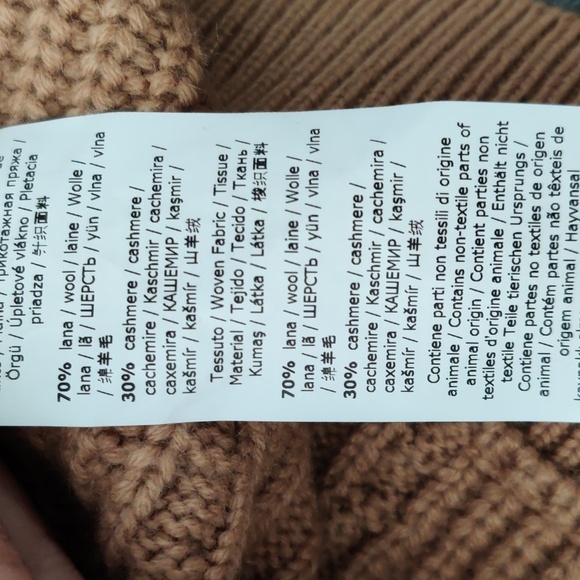 Трикотажная пряжа /
Örgü / Úpletové vlákno / Pletacia
priadza / 针织面料
70% lana / wool / laine / Wolle /
lana / lã / ШЕРСТЬ / yün / vlna / vlna
/ 绵羊毛
30% cashmere / cashmere /
cachemire / Kaschmir / cachemira /
caxemira / КАШЕМИР / kaşmir /
kašmír / kašmír / 山羊绒
Tessuto / Woven Fabric / Tissue /
Material / Tejido / Tecido / Ткань /
Kumaş / Látka / Látka 梭织面料
70% lana / wool / laine / Wolle /
lana / lã / ШЕРСТЬ / yün / vlna / vlna
/ 绵羊毛
30% cashmere / cashmere /
cachemire / Kaschmir / cachemira /
caxemira / КАШЕМИР / kaşmir /
kašmír / kašmír / 山羊绒
Contiene parti non tessili di origine
animale / Contains non-textile parts of
animal origin / Contient parties non
textiles d'origine animale / Enthält nicht
textile Teile tierischen Ursprungs /
Contiene partes no textiles de origen
animal / Contém partes não têxteis de
origem animal / Hayvansal